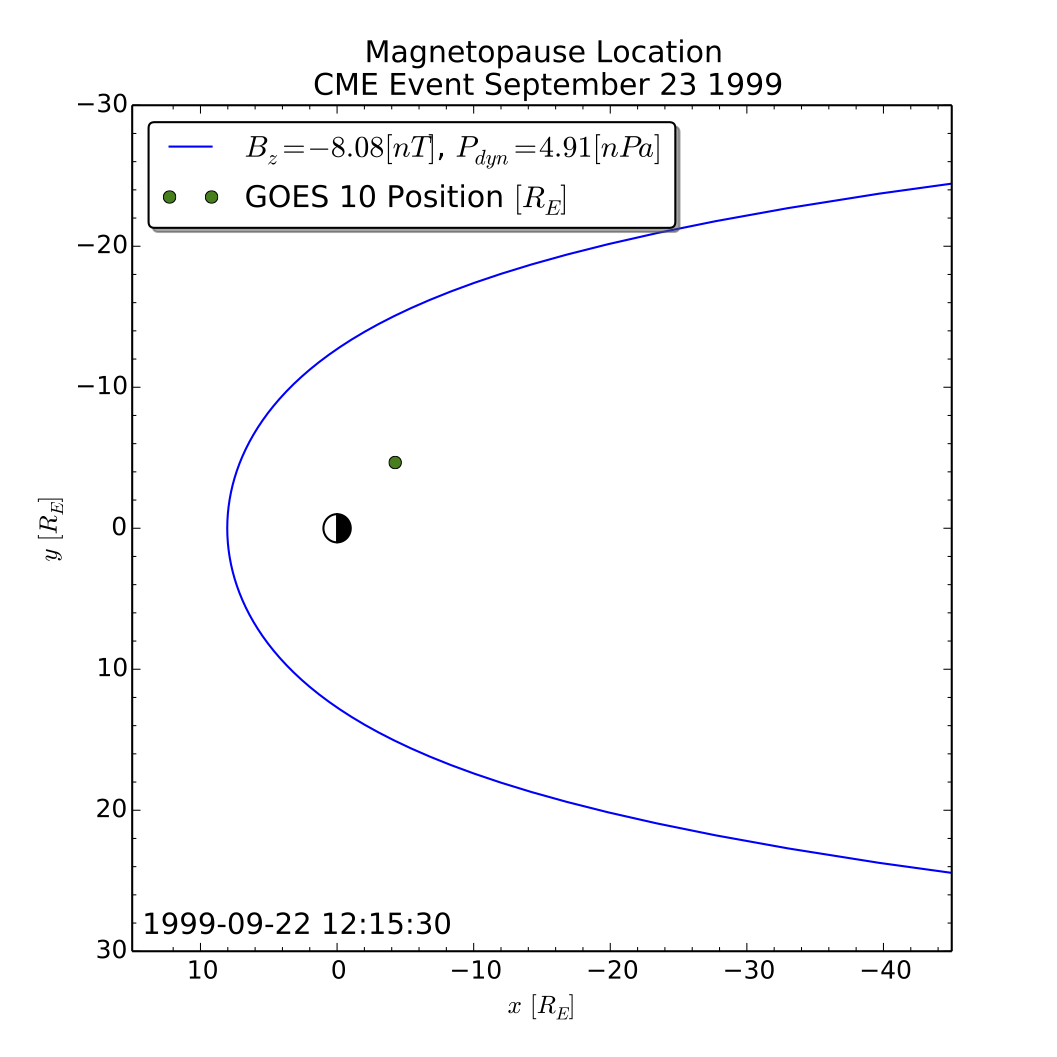 Magnetopause Location
CME Event September 23 1999
B_z=−8.08[nT], P_dyn=4.91[nPa]
GOES 10 Position [R_E]
−30
−20
−10
0
10
20
30
y [R_E]
1999-09-22 12:15:30
10 0 −10 −20 −30 −40
x [R_E]